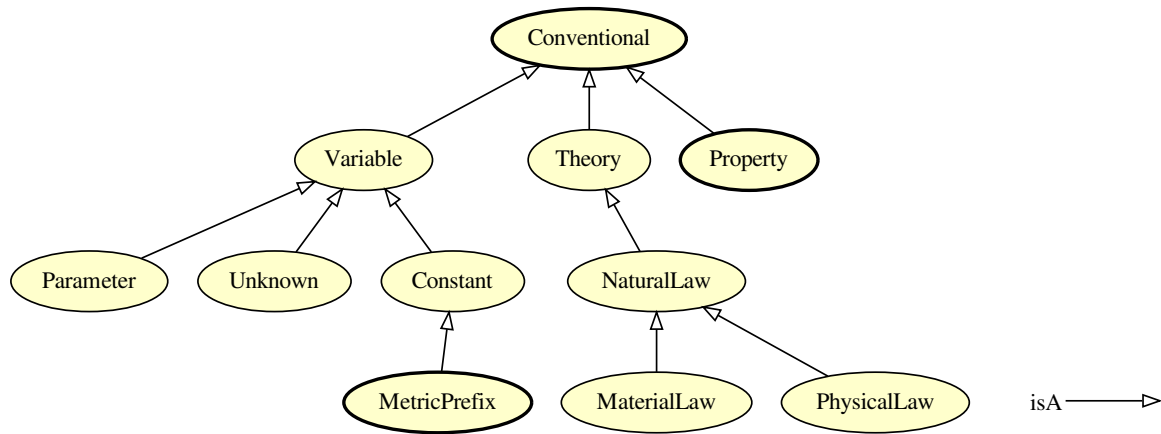 Conventional
Variable
Theory
Property
Parameter
Unknown
Constant
NaturalLaw
MetricPrefix
MaterialLaw
PhysicalLaw
isA